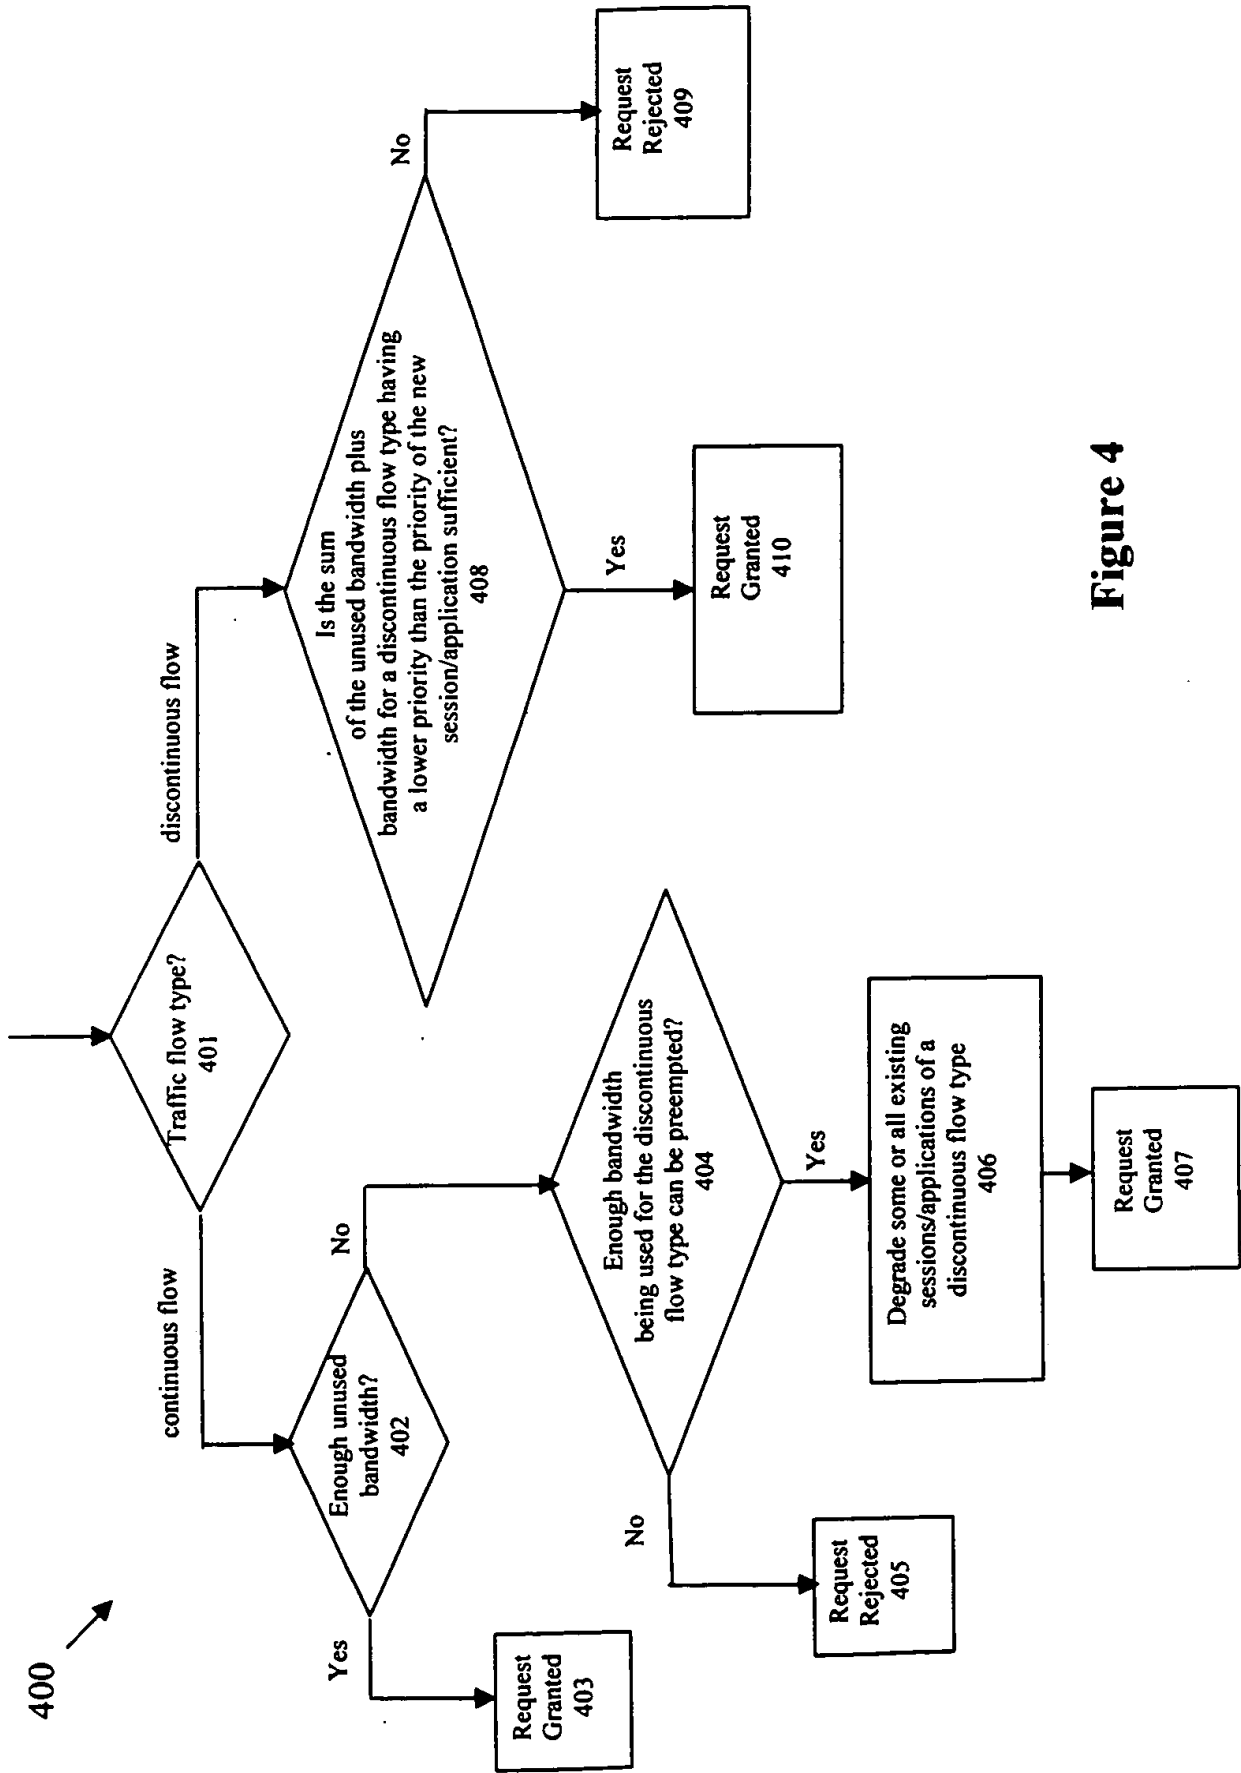 400
Traffic flow type?
401
continuous flow
discontinuous flow
Enough unused
bandwidth?
402
Yes
No
Request
Granted
403
Enough bandwidth
being used for the discontinuous
flow type can be preempted?
404
No
Yes
Request
Rejected
405
Degrade some or all existing
sessions/applications of a
discontinuous flow type
406
Request
Granted
407
Is the sum
of the unused bandwidth plus
bandwidth for a discontinuous flow type having
a lower priority than the priority of the new
session/application sufficient?
408
No
Yes
Request
Rejected
409
Request
Granted
410
Figure 4